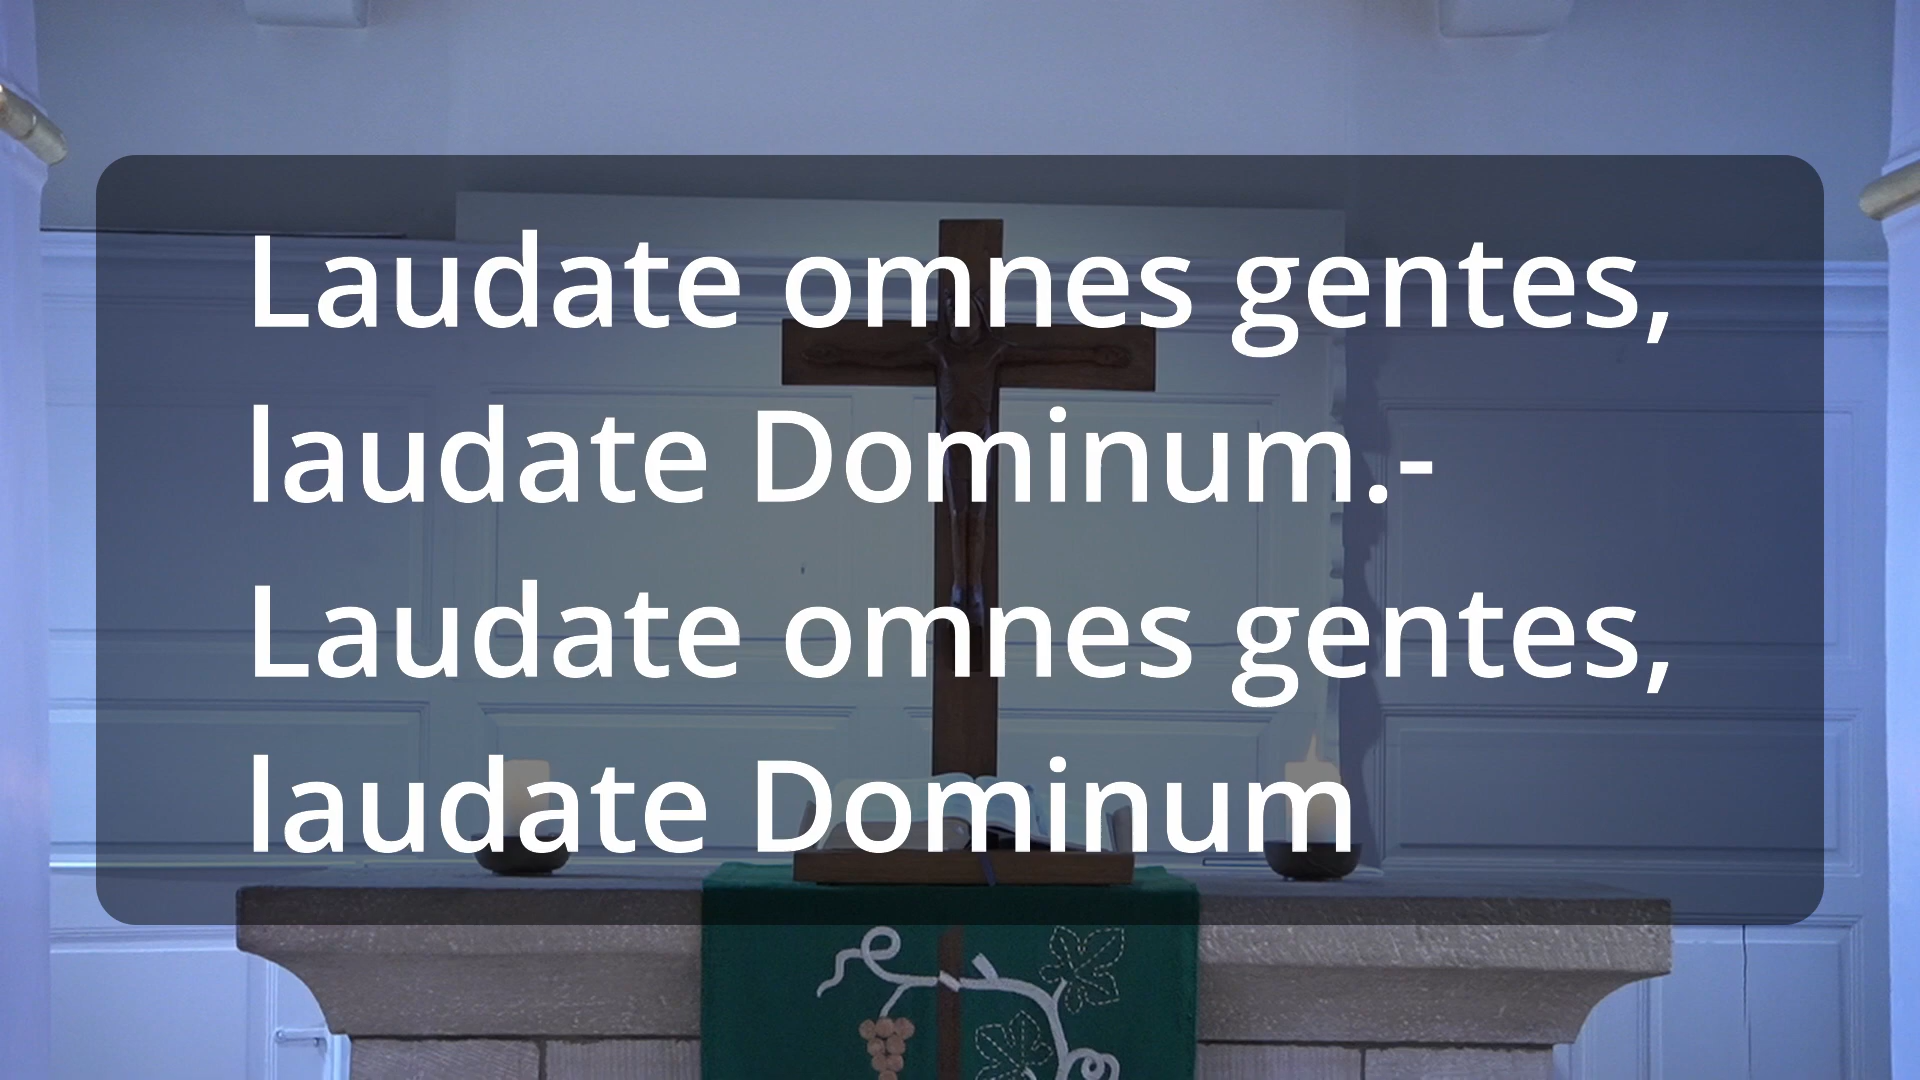 Laudate omnes gentes,
laudate Dominum.-
Laudate omnes gentes,
laudate Dominum